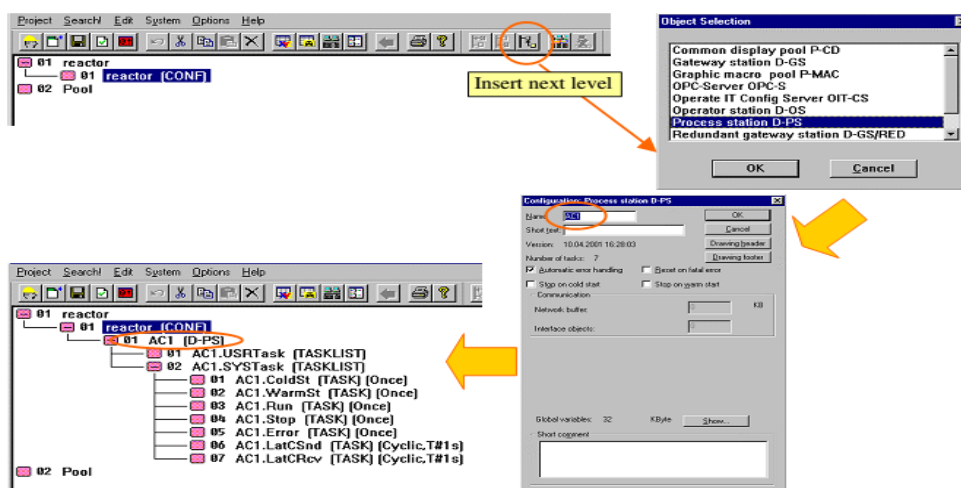 Project Search! Edit System Options Help
01 reactor
01 reactor (CONF)
02 Pool
Insert next level
Object Selection
Common display pool P-CD
Gateway station D-GS
Graphic macro pool P-MAC
OPC-Server OPC-S
Operate IT Config Server OIT-CS
Operator station D-OS
Process station D-PS
Redundant gateway station D-GS/RED
OK Cancel
Configuration: Process station D-PS
Name: AC1 OK
Short text: Cancel
Version: 10.04.2001 16:28:03 Drawing header
Number of tasks: 7 Drawing footer
Automatic error handling Reset on fatal error
Stop on cold start Stop on warm start
Communication
Network buffer: 0 KB
Interface objects: 0
Global variables: 32 KByte Show...
Short comment
Project Search! Edit System Options Help
01 reactor
01 reactor (CONF)
01 AC1 (D-PS)
01 AC1.USRTask (TASKLIST)
02 AC1.SYSTask (TASKLIST)
01 AC1.ColdSt (TASK) (Once)
02 AC1.WarmSt (TASK) (Once)
03 AC1.Run (TASK) (Once)
04 AC1.Stop (TASK) (Once)
05 AC1.Error (TASK) (Once)
06 AC1.LatCSnd (TASK) (Cyclic,T#1s)
07 AC1.LatCRcv (TASK) (Cyclic,T#1s)
02 Pool